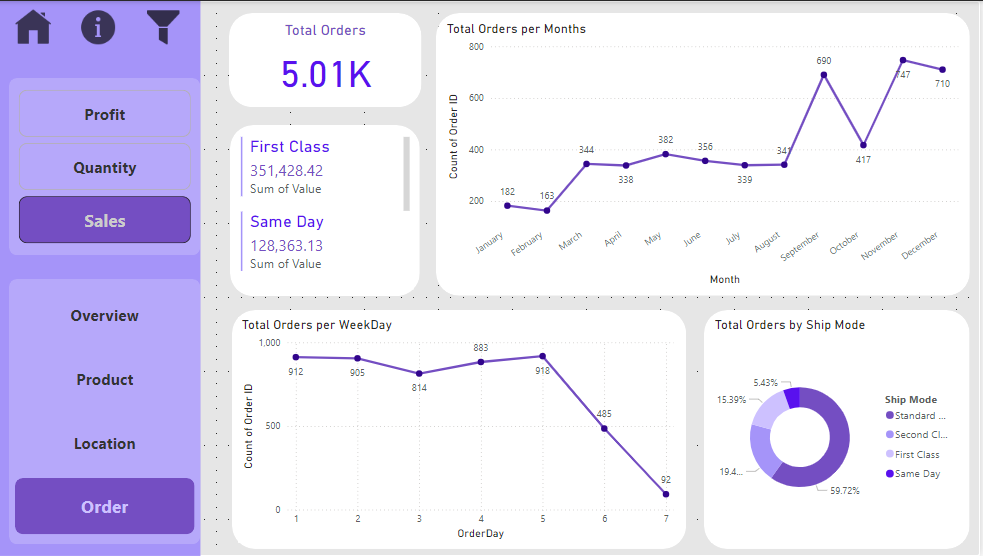 Profit
Quantity
Sales
Overview
Product
Location
Order
Total Orders
5.01K
First Class
351,428.42
Sum of Value
Same Day
128,363.13
Sum of Value
Total Orders per Months
Count of Order ID
800
600
400
200
182
163
344
338
382
356
339
341
690
417
747
710
January
February
March
April
May
June
July
August
September
October
November
December
Month
Total Orders per WeekDay
Count of Order ID
1,000
500
0
912
905
814
883
918
485
92
1
2
3
4
5
6
7
OrderDay
Total Orders by Ship Mode
5.43%
15.39%
19.4...
59.72%
Ship Mode
Standard ...
Second Cl...
First Class
Same Day